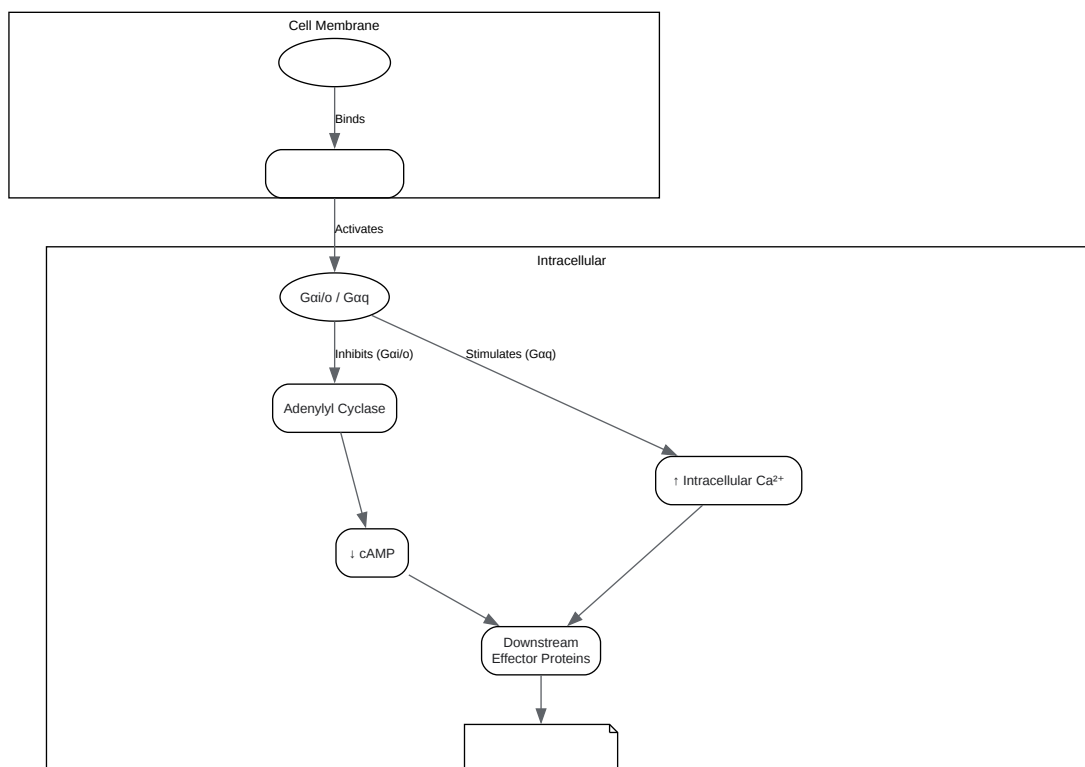 Cell Membrane
Binds
Activates
Intracellular
Gαi/o / Gαq
Inhibits (Gαi/o)
Stimulates (Gαq)
Adenylyl Cyclase
↑ Intracellular Ca²⁺
↓ cAMP
Downstream
Effector Proteins